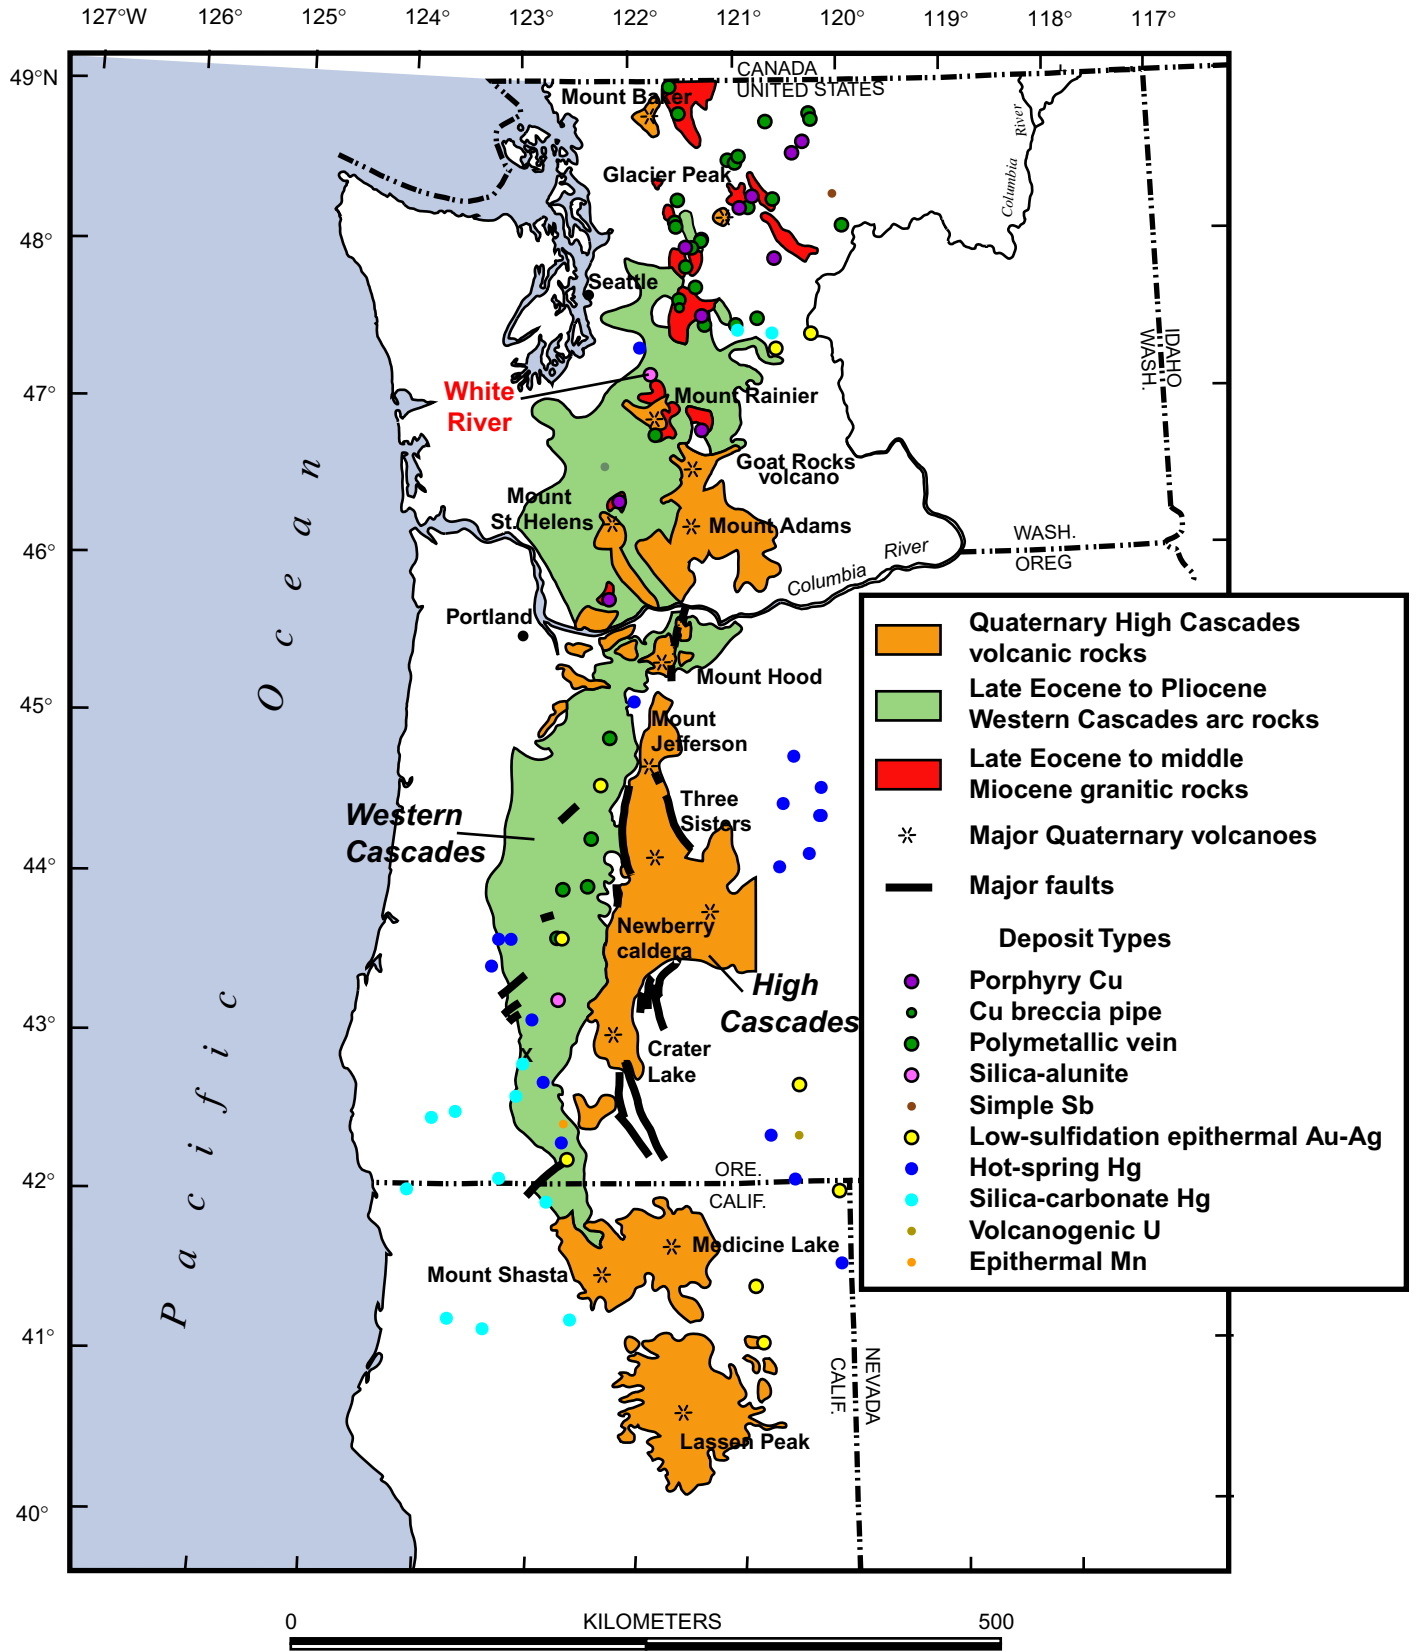 127°W 126° 125° 124° 123° 122° 121° 120° 119° 118° 117°
49°N
CANADA
UNITED STATES
Mount Baker
Columbia River
Glacier Peak
48°
Seattle
IDAHO
WASH.
47°
White
River
Mount Rainier
Goat Rocks
volcano
Mount
St. Helens
Mount Adams
46°
WASH.
OREG
Columbia River
Portland
Mount Hood
45°
Mount
Jefferson
Three
Sisters
Western
Cascades
44°
Newberry
caldera
High
Cascades
43°
Crater
Lake
x
42°
ORE.
CALIF.
Medicine Lake
Mount Shasta
41°
NEVADA
CALIF.
Lassen Peak
40°
Pacific Ocean
Quaternary High Cascades
volcanic rocks
Late Eocene to Pliocene
Western Cascades arc rocks
Late Eocene to middle
Miocene granitic rocks
Major Quaternary volcanoes
Major faults
Deposit Types
Porphyry Cu
Cu breccia pipe
Polymetallic vein
Silica-alunite
Simple Sb
Low-sulfidation epithermal Au-Ag
Hot-spring Hg
Silica-carbonate Hg
Volcanogenic U
Epithermal Mn
0 KILOMETERS 500